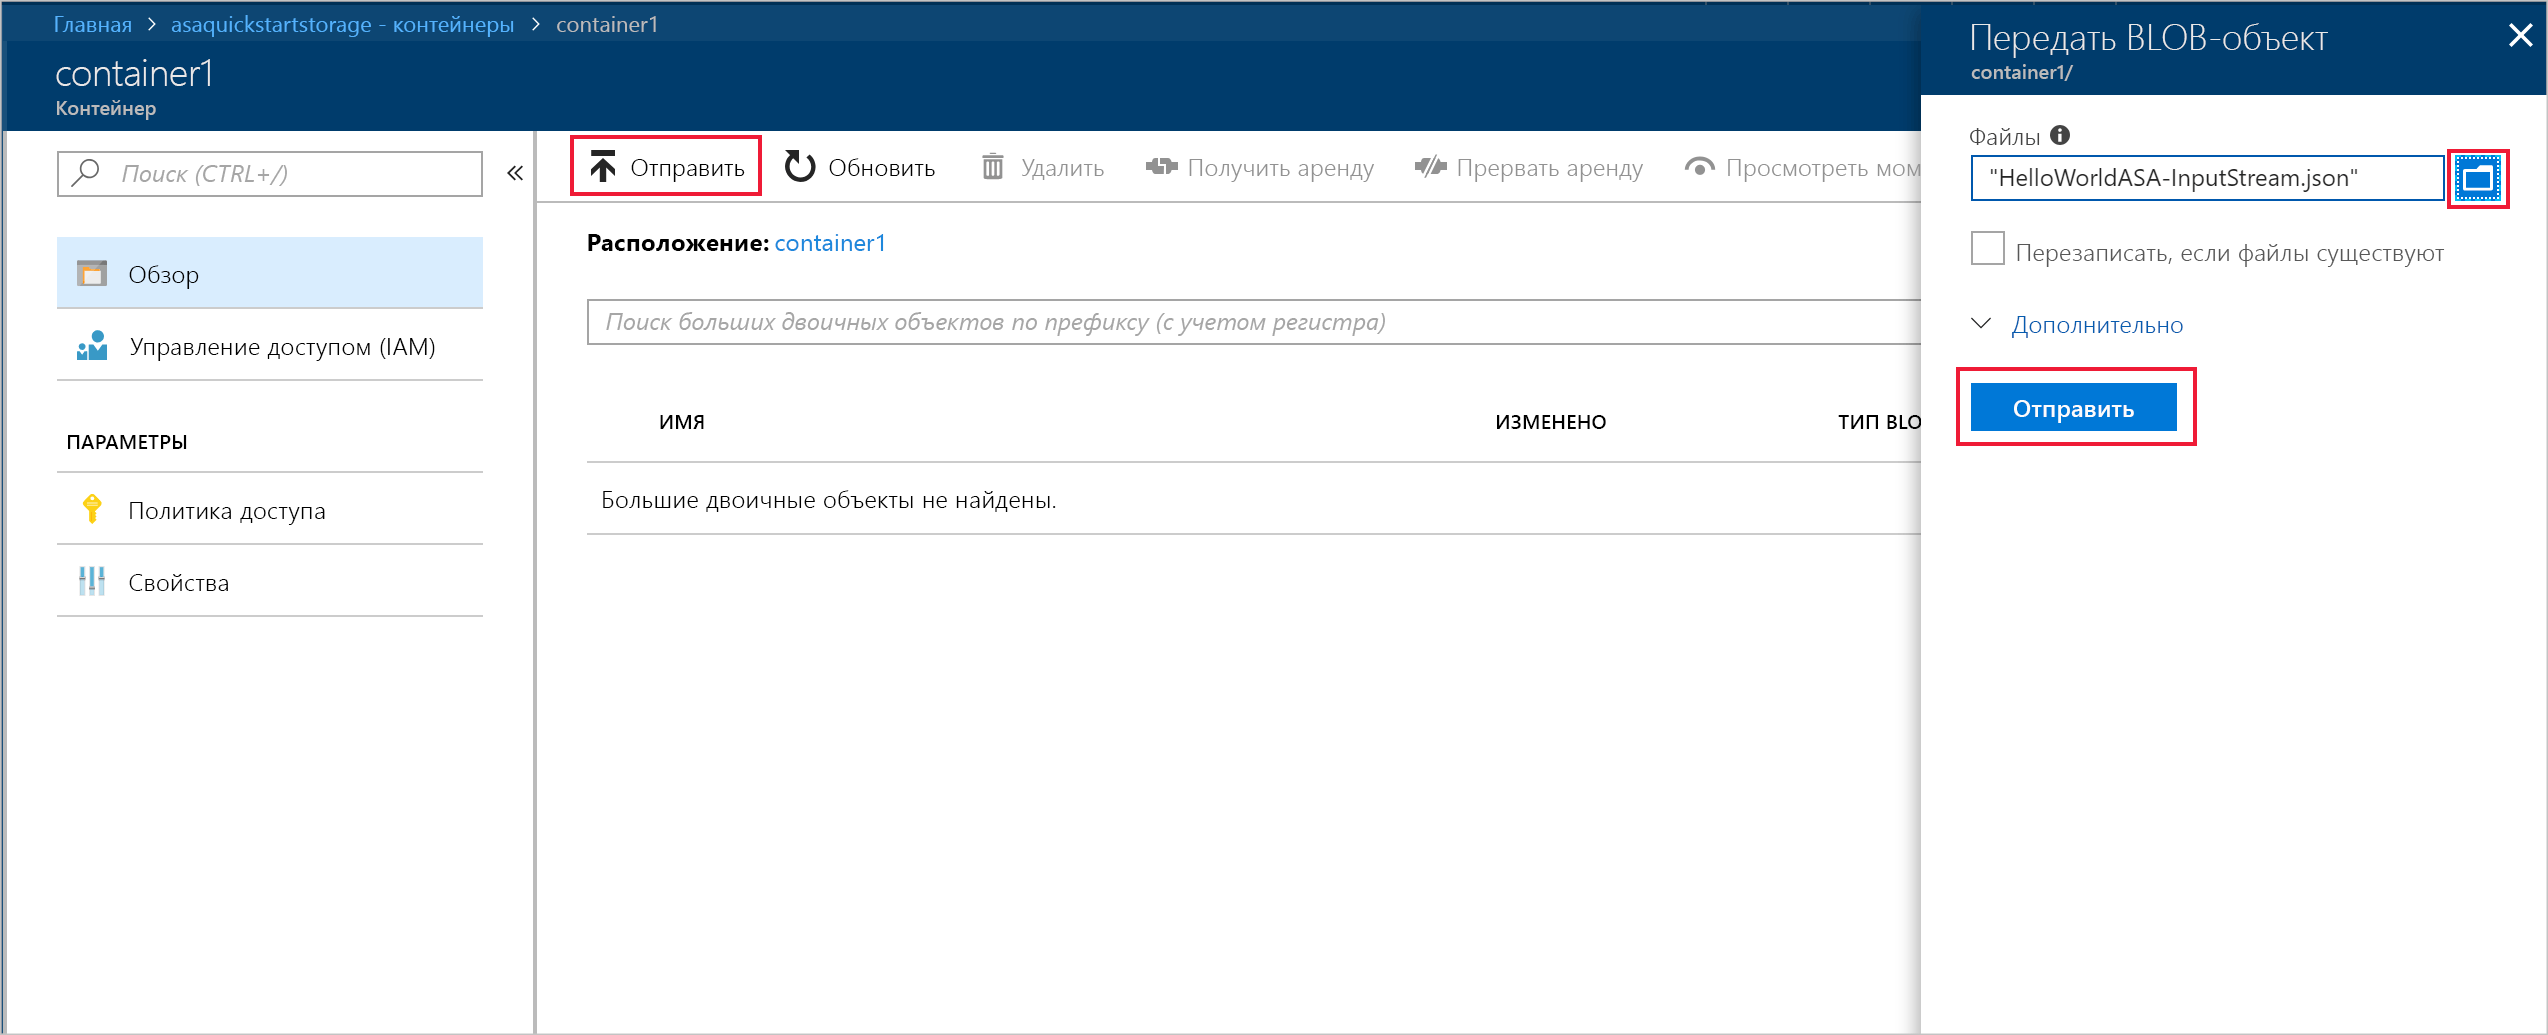 Главная > asaquickstartstorage - контейнеры > container1
container1
Контейнер
Поиск (CTRL+/)
«
Обзор
Управление доступом (IAM)
ПАРАМЕТРЫ
Политика доступа
Свойства
Отправить Обновить Удалить Получить аренду Прервать аренду Просмотреть мом
Расположение: container1
Поиск больших двоичных объектов по префиксу (с учетом регистра)
ИМЯ ИЗМЕНЕНО ТИП BLO
Большие двоичные объекты не найдены.
Передать BLOB-объект
container1/
Файлы
"HelloWorldASA-InputStream.json"
Перезаписать, если файлы существуют
Дополнительно
Отправить